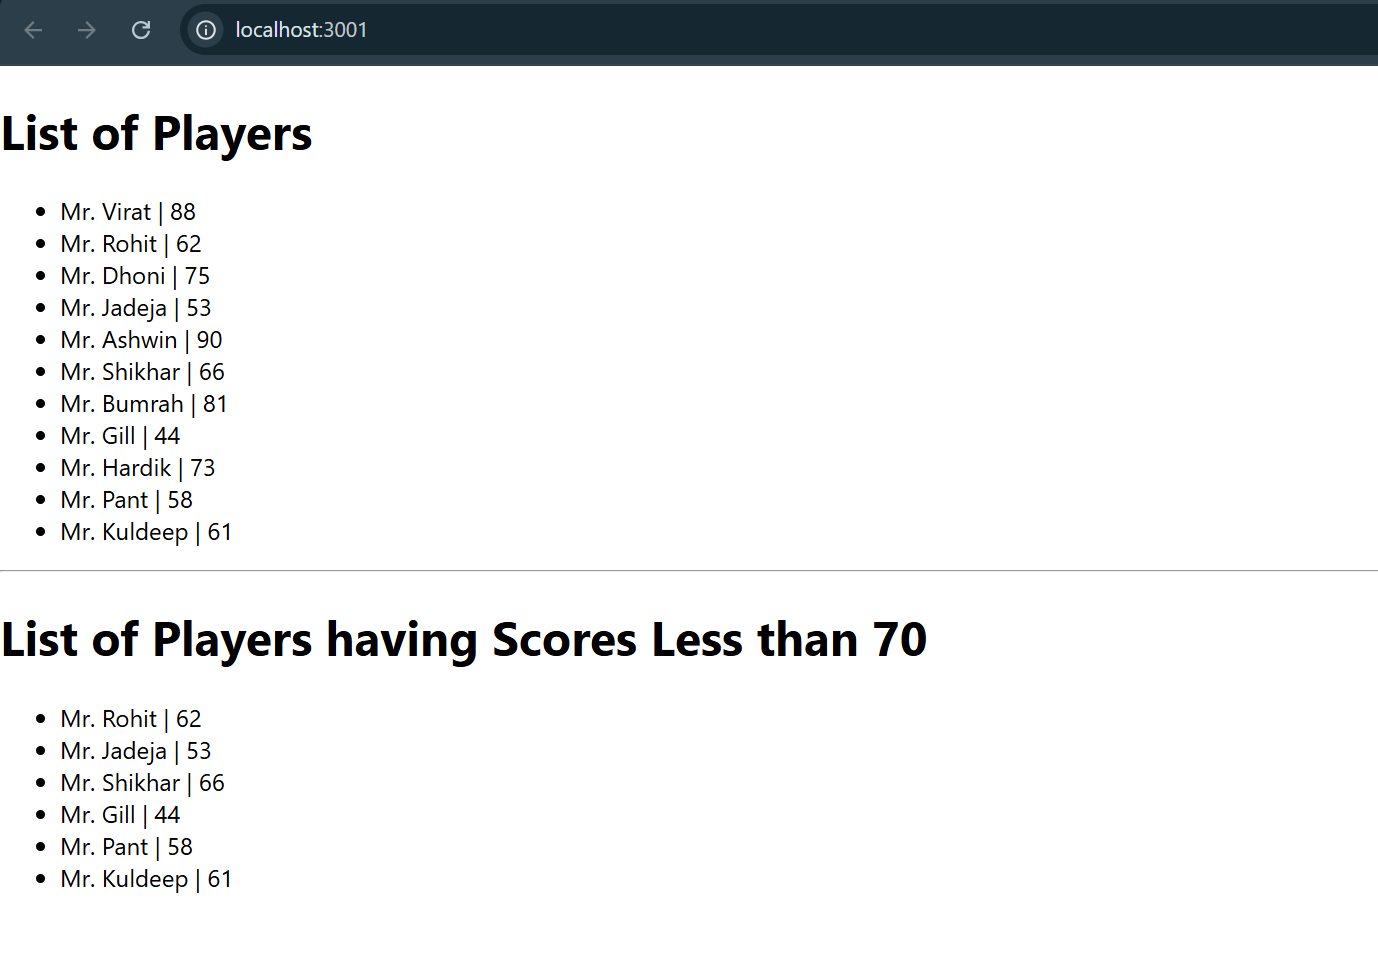 localhost:3001
List of Players
Mr. Virat | 88
Mr. Rohit | 62
Mr. Dhoni | 75
Mr. Jadeja | 53
Mr. Ashwin | 90
Mr. Shikhar | 66
Mr. Bumrah | 81
Mr. Gill | 44
Mr. Hardik | 73
Mr. Pant | 58
Mr. Kuldeep | 61
List of Players having Scores Less than 70
Mr. Rohit | 62
Mr. Jadeja | 53
Mr. Shikhar | 66
Mr. Gill | 44
Mr. Pant | 58
Mr. Kuldeep | 61